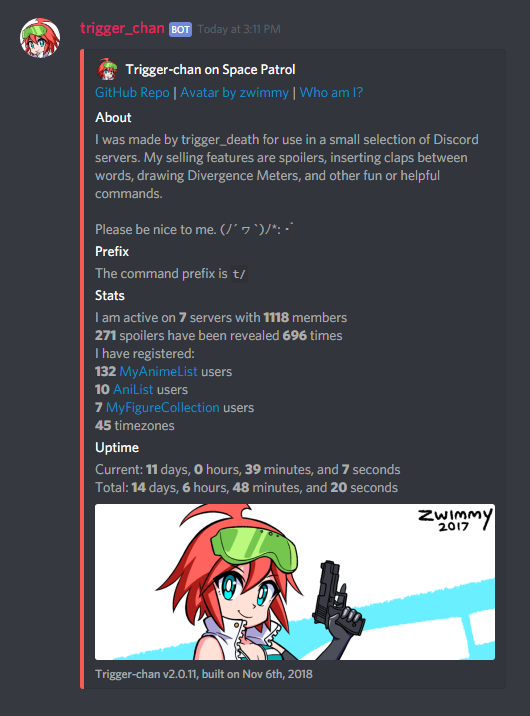 trigger_chan BOT Today at 3:11 PM
Trigger-chan on Space Patrol
GitHub Repo | Avatar by zwimmy | Who am I?
About
I was made by trigger_death for use in a small selection of Discord
servers. My selling features are spoilers, inserting claps between
words, drawing Divergence Meters, and other fun or helpful
commands.
Please be nice to me. (/´ヮ`)/*: ･ﾟ
Prefix
The command prefix is t/
Stats
I am active on 7 servers with 1118 members
271 spoilers have been revealed 696 times
I have registered:
132 MyAnimeList users
10 AniList users
7 MyFigureCollection users
45 timezones
Uptime
Current: 11 days, 0 hours, 39 minutes, and 7 seconds
Total: 14 days, 6 hours, 48 minutes, and 20 seconds
Zwimmy
2017
Trigger-chan v2.0.11, built on Nov 6th, 2018